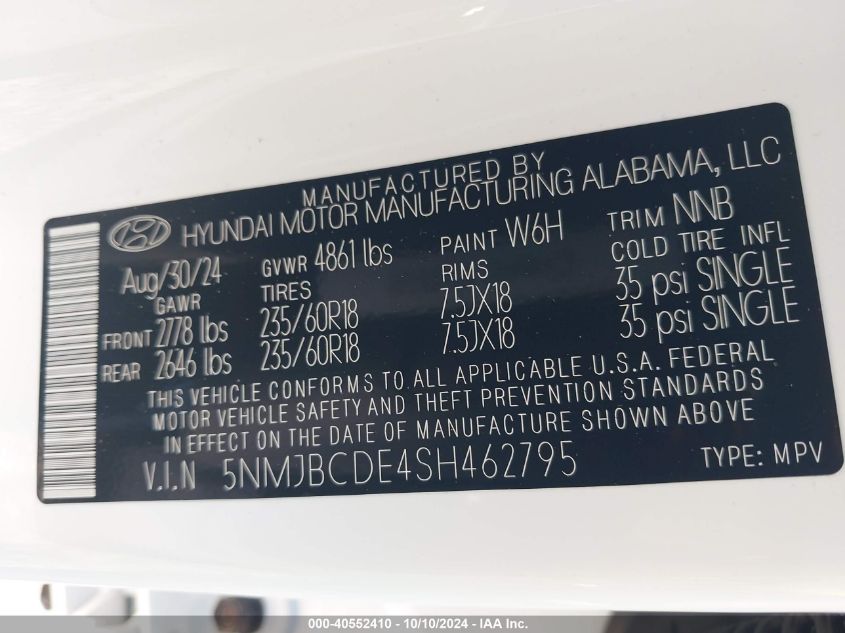 MANUFACTURED BY
HYUNDAI MOTOR MANUFACTURING ALABAMA, LLC
Aug/30/24 GVWR 4861 lbs PAINT W6H TRIM NNB
GAWR TIRES RIMS COLD TIRE INFL
FRONT 2778 lbs 235/60R18 7.5JX18 35 psi SINGLE
REAR 2646 lbs 235/60R18 7.5JX18 35 psi SINGLE
THIS VEHICLE CONFORMS TO ALL APPLICABLE U.S.A. FEDERAL
MOTOR VEHICLE SAFETY AND THEFT PREVENTION STANDARDS
IN EFFECT ON THE DATE OF MANUFACTURE SHOWN ABOVE
V.I.N 5NMJBCDE4SH462795 TYPE: MPV
000-40552410 - 10/10/2024 - IAA Inc.